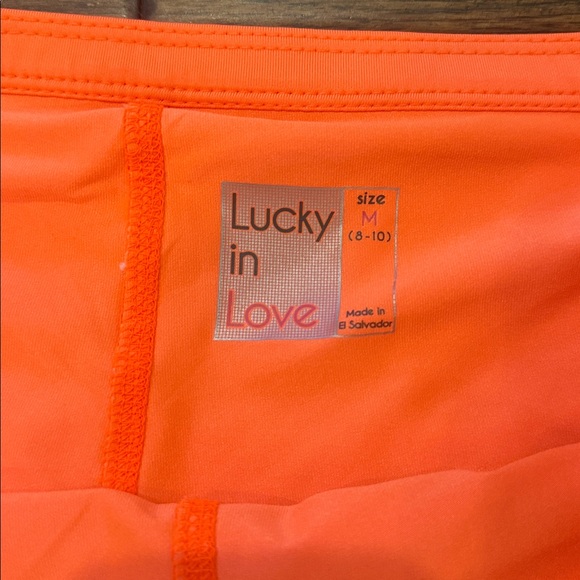 Lucky
in
Love
size
M
(8-10)
Made in
El Salvador